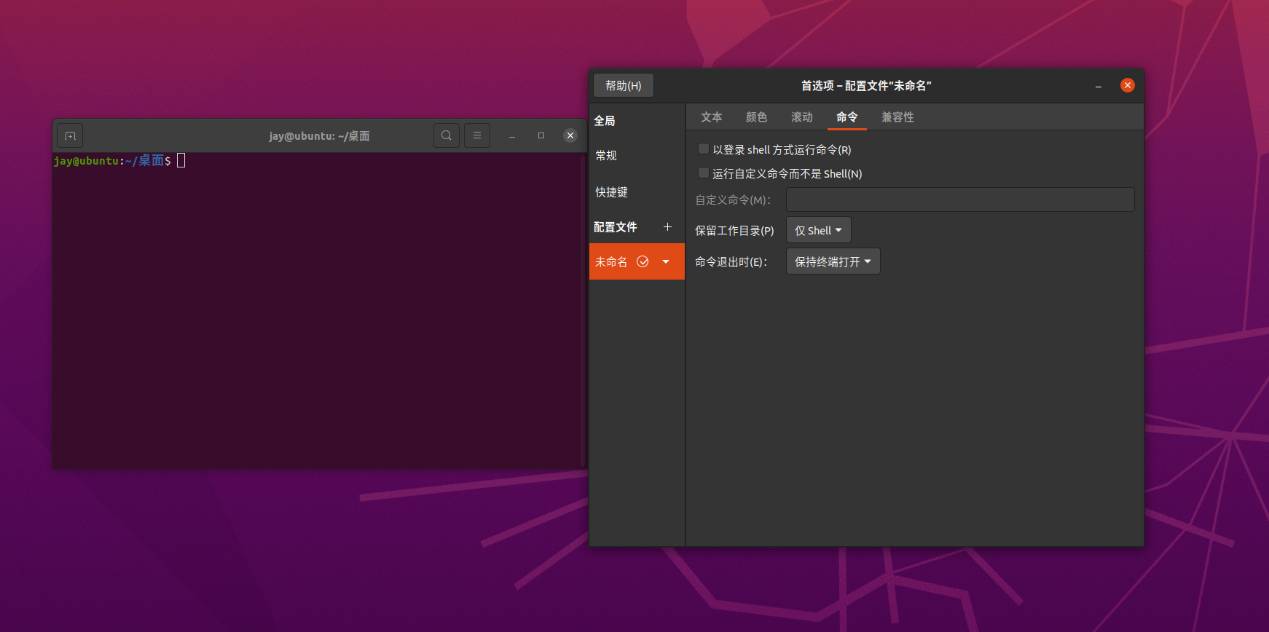 jay@ubuntu: ~/桌面
jay@ubuntu:~/桌面$
帮助(H)
首选项 – 配置文件“未命名”
全局
常规
快捷键
配置文件
未命名
文本 颜色 滚动 命令 兼容性
以登录 shell 方式运行命令(R)
运行自定义命令而不是 Shell(N)
自定义命令(M)：
保留工作目录(P) 仅 Shell
命令退出时(E)： 保持终端打开